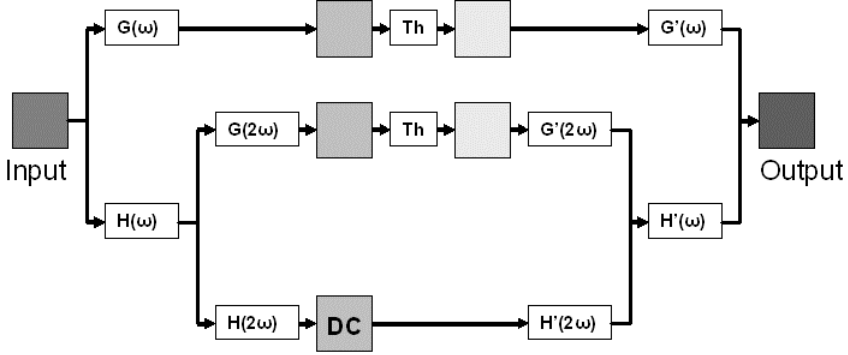 G(ω) Th G'(ω)
G(2ω) Th G'(2ω)
Input Output
H(ω) H'(ω)
H(2ω) DC H'(2ω)